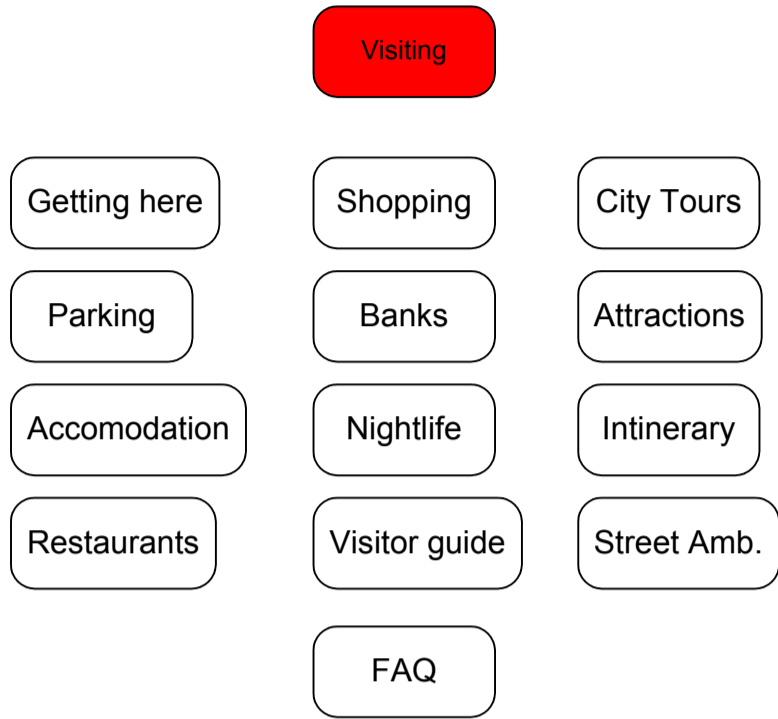 Visiting
Getting here
Shopping
City Tours
Parking
Banks
Attractions
Accomodation
Nightlife
Intinerary
Restaurants
Visitor guide
Street Amb.
FAQ